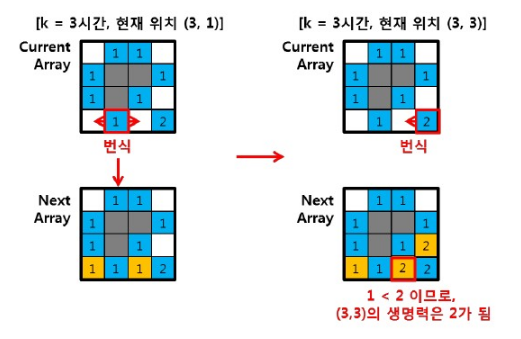 [k = 3시간, 현재 위치 (3, 1)]
[k = 3시간, 현재 위치 (3, 3)]
Current
Array
1 1
1 1
1 1
1 2
번식
Current
Array
1 1
1 1
1 1
1 2
번식
Next
Array
1 1
1 1
1 1
1 1 1 2
Next
Array
1 1
1 1
1 1 2
1 1 2 2
1 < 2 이므로,
(3,3)의 생명력은 2가 됨